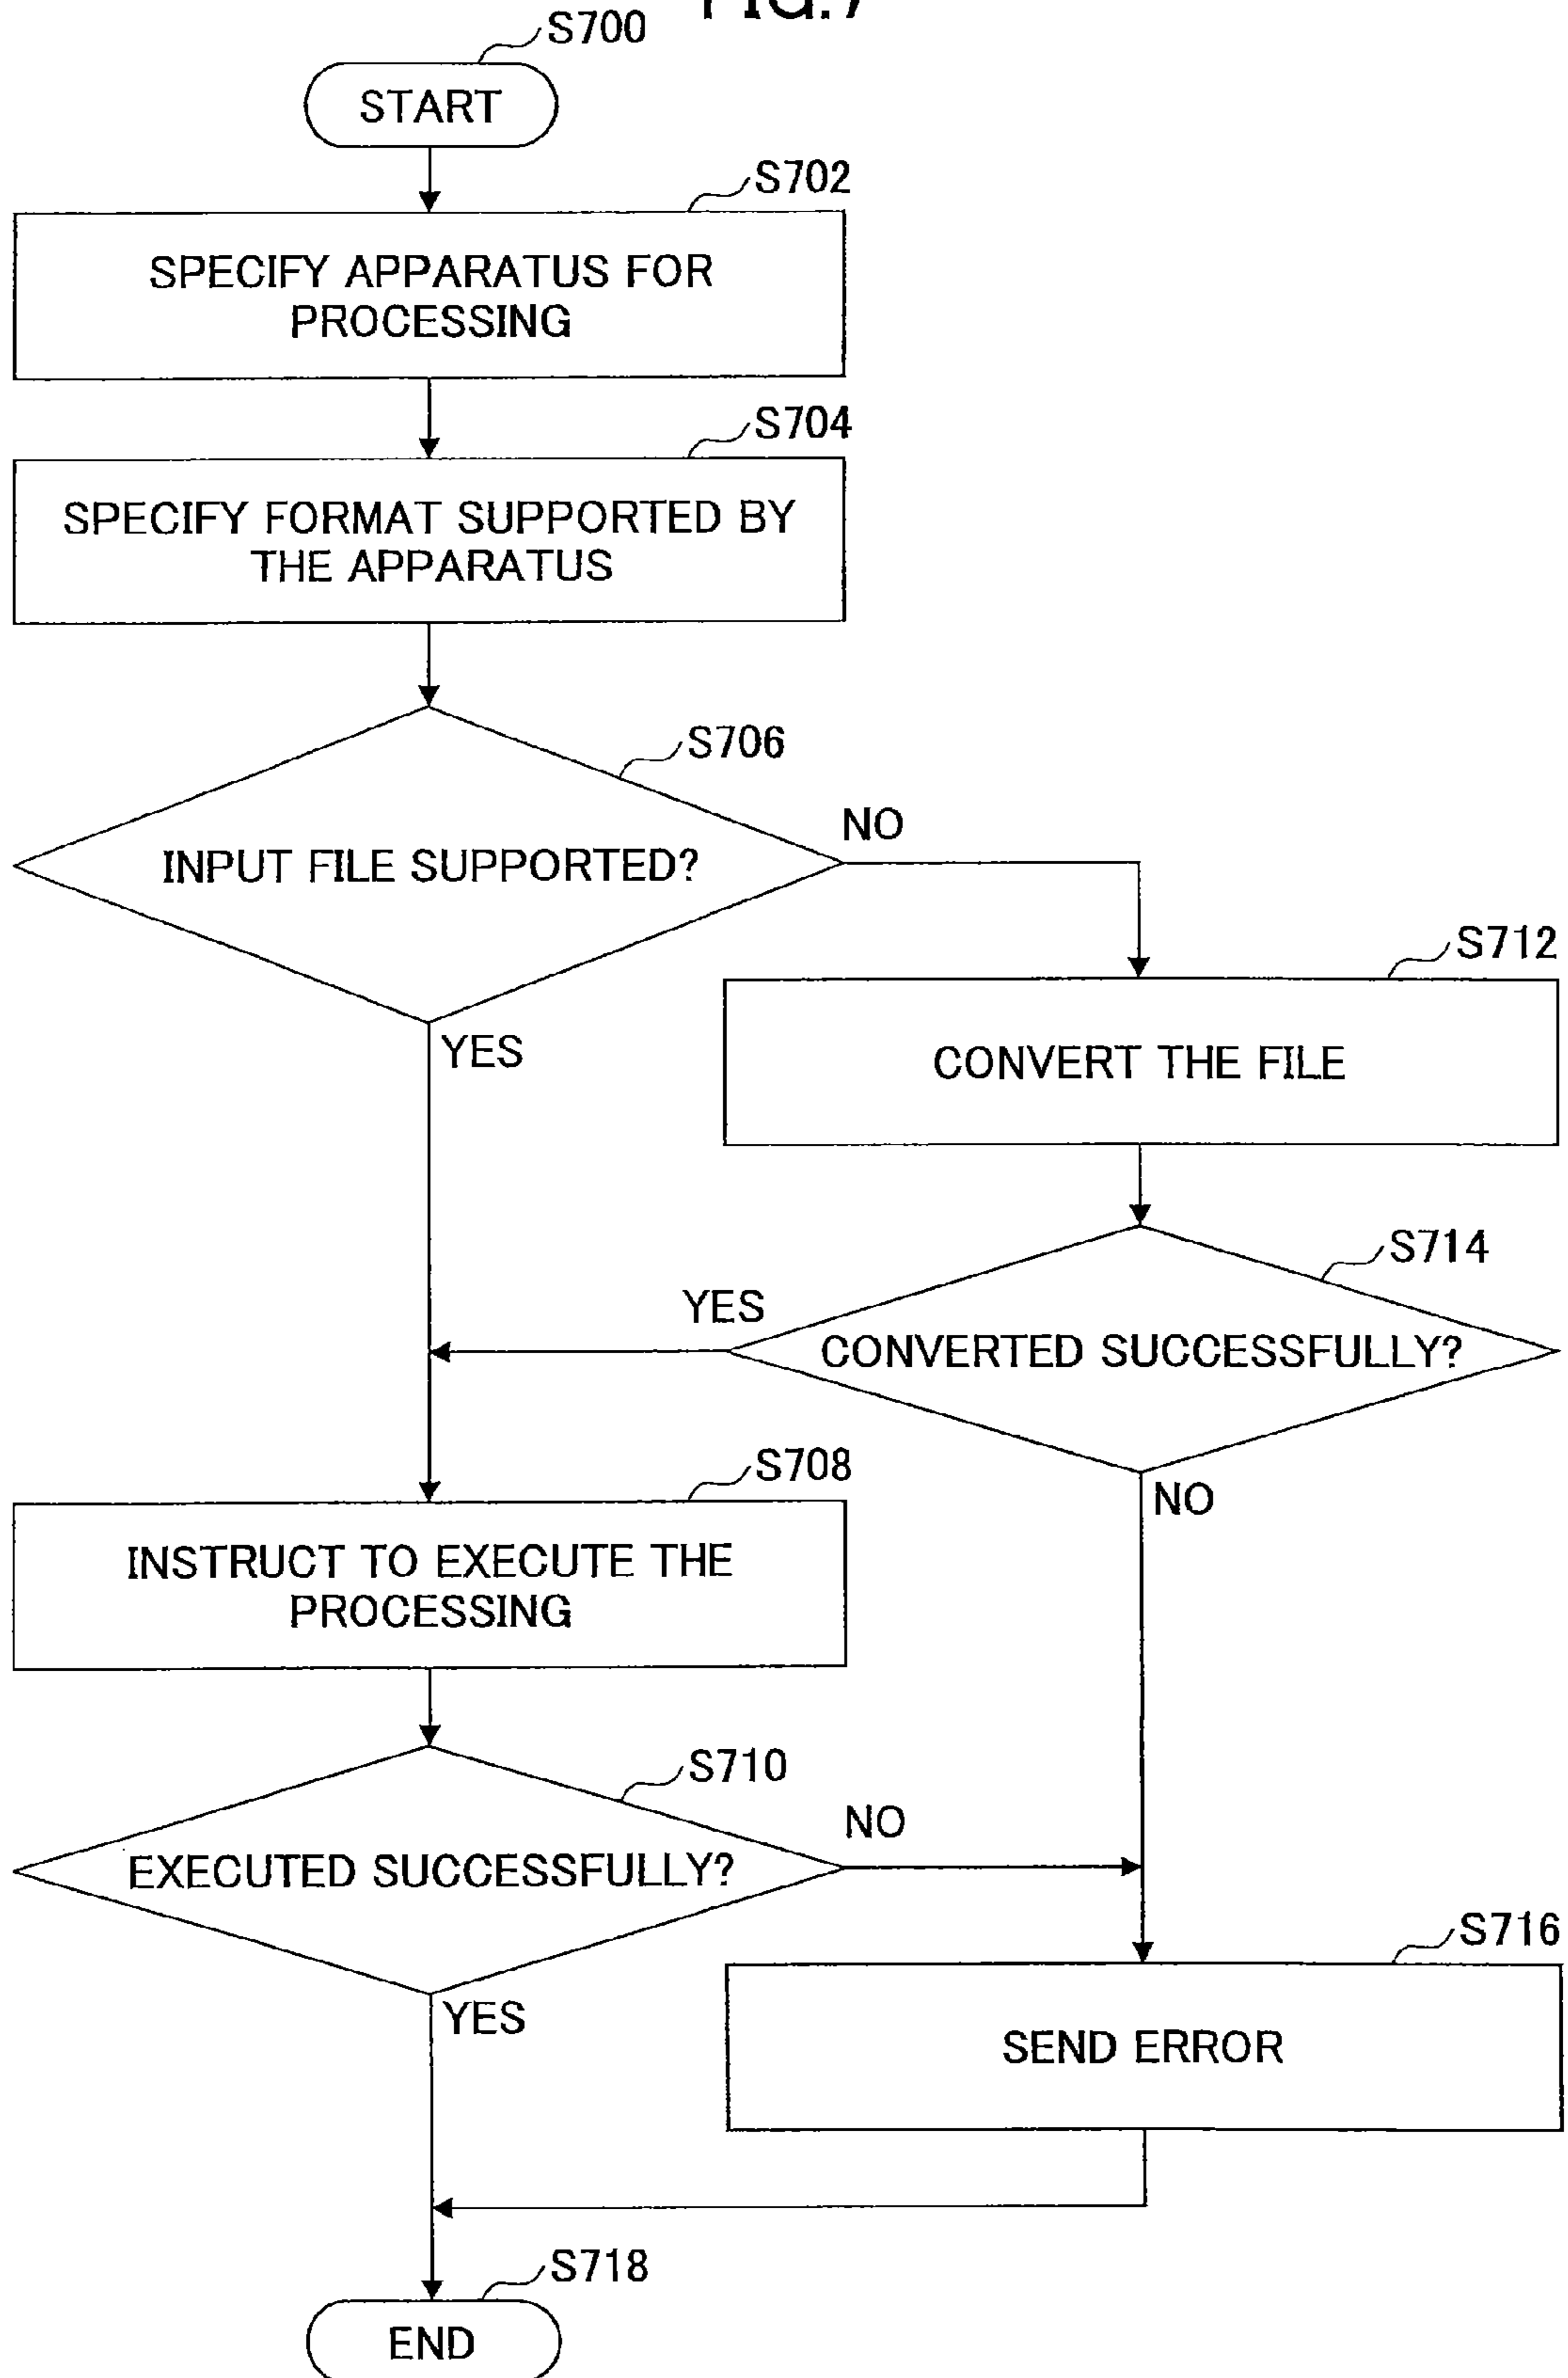 FIG.7
S700
START
S702
SPECIFY APPARATUS FOR
PROCESSING
S704
SPECIFY FORMAT SUPPORTED BY
THE APPARATUS
S706
INPUT FILE SUPPORTED?
NO
YES
S712
CONVERT THE FILE
S714
CONVERTED SUCCESSFULLY?
YES
NO
S708
INSTRUCT TO EXECUTE THE
PROCESSING
S710
EXECUTED SUCCESSFULLY?
NO
YES
S716
SEND ERROR
S718
END